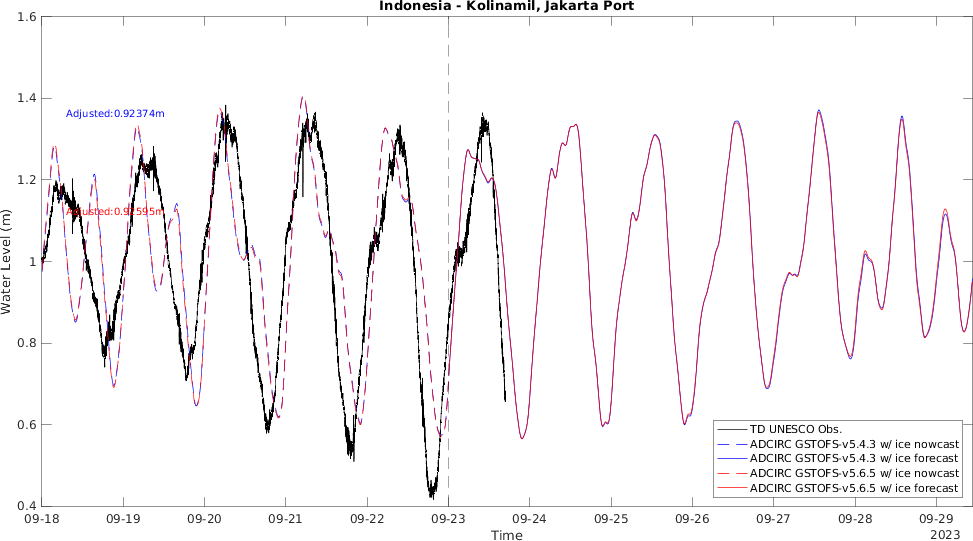 Indonesia - Kolinamil, Jakarta Port
1.6
1.4
1.2
1
0.8
0.6
0.4
Water Level (m)
Adjusted:0.92374m
Adjusted:0.92595m
TD UNESCO Obs.
ADCIRC GSTOFS-v5.4.3 w/ ice nowcast
ADCIRC GSTOFS-v5.4.3 w/ ice forecast
ADCIRC GSTOFS-v5.6.5 w/ ice nowcast
ADCIRC GSTOFS-v5.6.5 w/ ice forecast
09-18 09-19 09-20 09-21 09-22 09-23 09-24 09-25 09-26 09-27 09-28 09-29
Time
2023